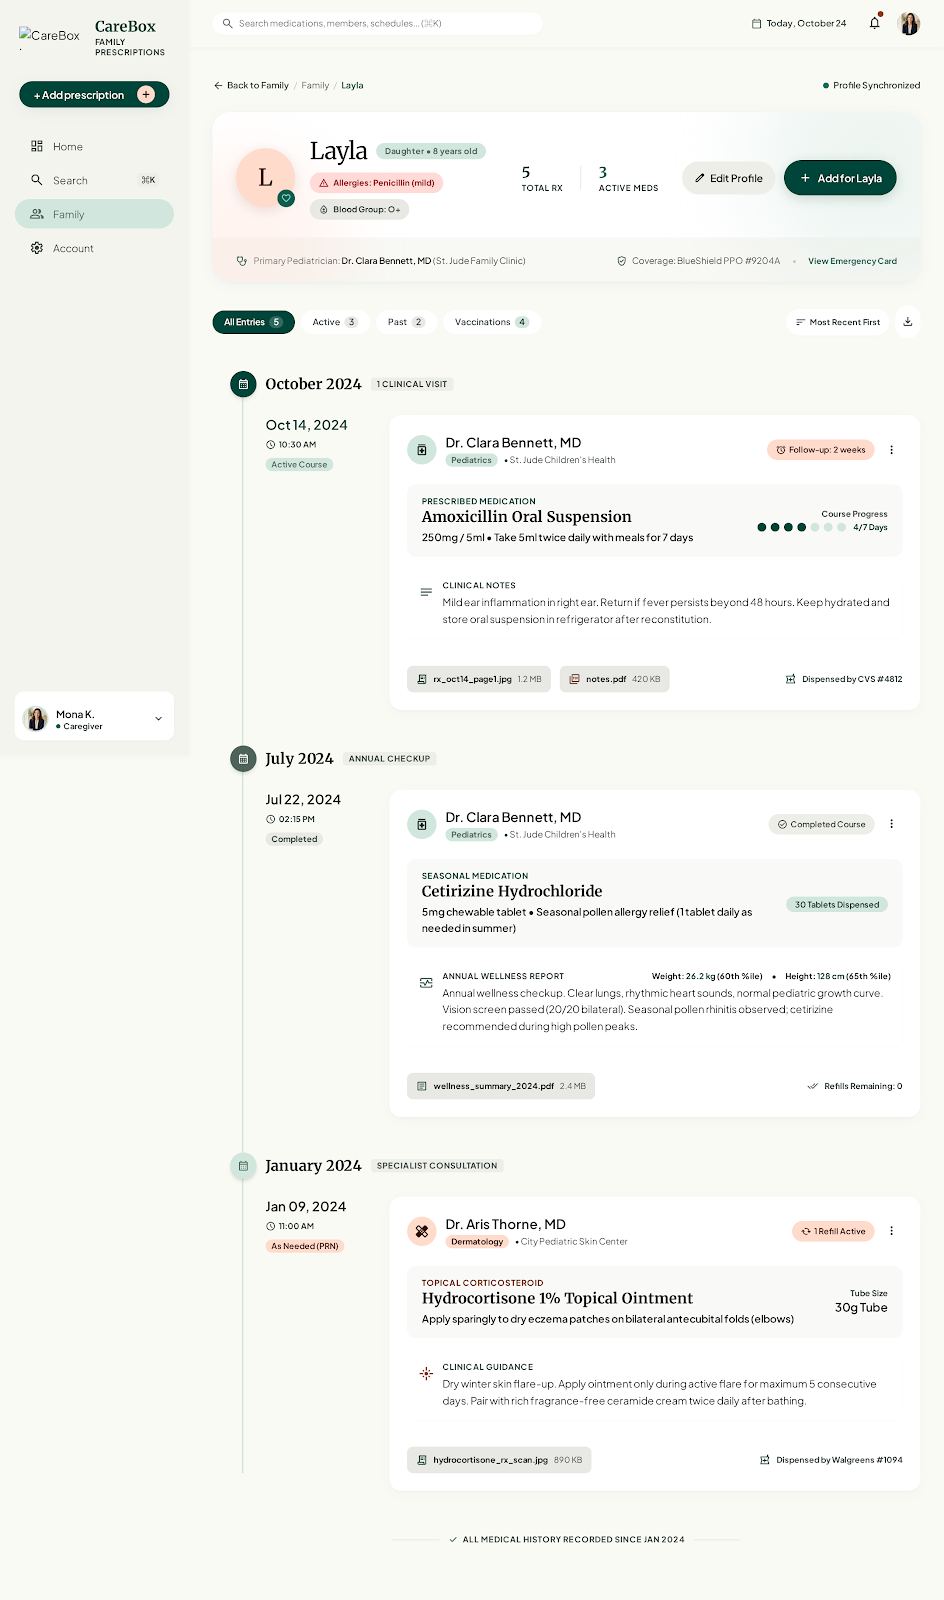 CareBox.
CareBox
FAMILY
PRESCRIPTIONS
+ Add prescription +
Home
Search ⌘K
Family
Account
Mona K.
Caregiver
Search medications, members, schedules... (⌘K)
Today, October 24
← Back to Family / Family / Layla
Profile Synchronized
L
Layla
Daughter • 8 years old
Allergies: Penicillin (mild)
Blood Group: O+
5
TOTAL RX
3
ACTIVE MEDS
Edit Profile
+ Add for Layla
Primary Pediatrician: Dr. Clara Bennett, MD (St. Jude Family Clinic)
Coverage: BlueShield PPO #9204A • View Emergency Card
All Entries 5
Active 3
Past 2
Vaccinations 4
Most Recent First
October 2024 1 CLINICAL VISIT
Oct 14, 2024
10:30 AM
Active Course
Dr. Clara Bennett, MD
Pediatrics • St. Jude Children's Health
Follow-up: 2 weeks
PRESCRIBED MEDICATION
Amoxicillin Oral Suspension
250mg / 5ml • Take 5ml twice daily with meals for 7 days
Course Progress
4/7 Days
CLINICAL NOTES
Mild ear inflammation in right ear. Return if fever persists beyond 48 hours. Keep hydrated and
store oral suspension in refrigerator after reconstitution.
rx_oct14_page1.jpg 1.2 MB
notes.pdf 420 KB
Dispensed by CVS #4812
July 2024 ANNUAL CHECKUP
Jul 22, 2024
02:15 PM
Completed
Dr. Clara Bennett, MD
Pediatrics • St. Jude Children's Health
Completed Course
SEASONAL MEDICATION
Cetirizine Hydrochloride
5mg chewable tablet • Seasonal pollen allergy relief (1 tablet daily as
needed in summer)
30 Tablets Dispensed
ANNUAL WELLNESS REPORT
Weight: 26.2 kg (60th %ile) • Height: 128 cm (65th %ile)
Annual wellness checkup. Clear lungs, rhythmic heart sounds, normal pediatric growth curve.
Vision screen passed (20/20 bilateral). Seasonal pollen rhinitis observed; cetirizine
recommended during high pollen peaks.
wellness_summary_2024.pdf 2.4 MB
Refills Remaining: 0
January 2024 SPECIALIST CONSULTATION
Jan 09, 2024
11:00 AM
As Needed (PRN)
Dr. Aris Thorne, MD
Dermatology • City Pediatric Skin Center
1 Refill Active
TOPICAL CORTICOSTEROID
Hydrocortisone 1% Topical Ointment
Apply sparingly to dry eczema patches on bilateral antecubital folds (elbows)
Tube Size
30g Tube
CLINICAL GUIDANCE
Dry winter skin flare-up. Apply ointment only during active flare for maximum 5 consecutive
days. Pair with rich fragrance-free ceramide cream twice daily after bathing.
hydrocortisone_rx_scan.jpg 890 KB
Dispensed by Walgreens #1094
ALL MEDICAL HISTORY RECORDED SINCE JAN 2024